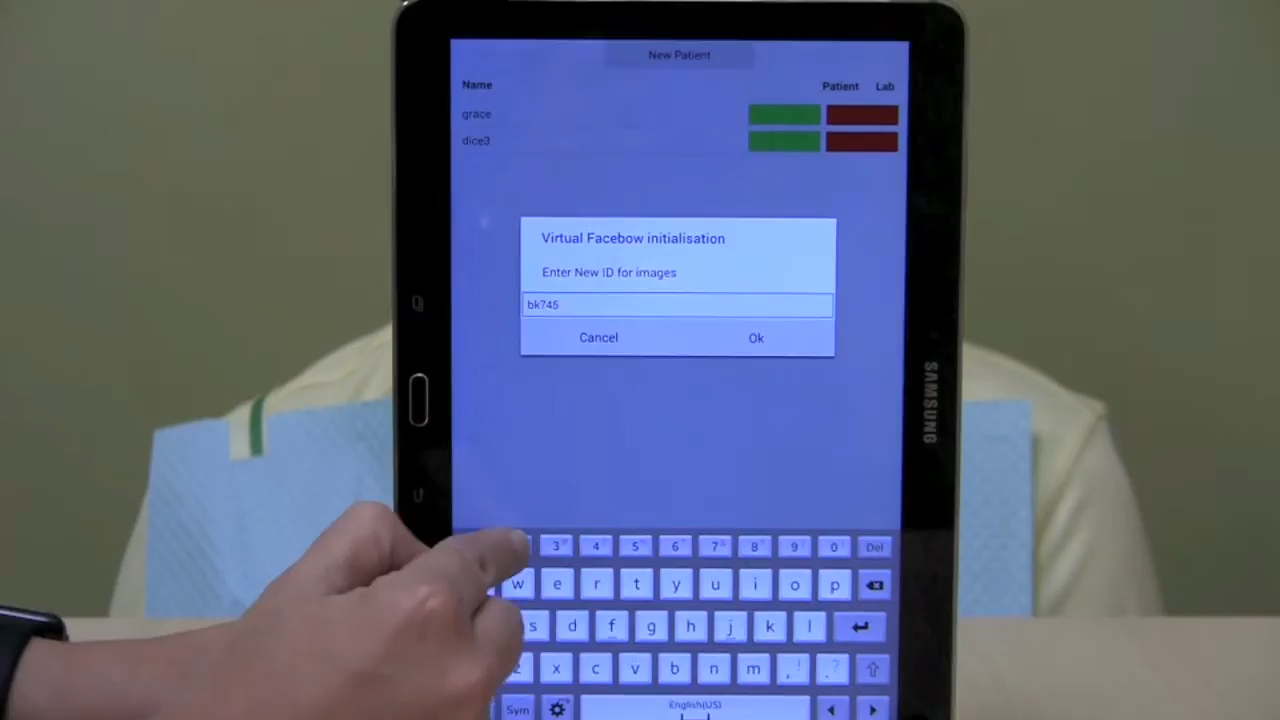 New Patient
Name Patient Lab
grace
dice3
Virtual Facebow initialisation
Enter New ID for images
bk745
Cancel Ok
SAMSUNG
3 4 5 6 7 8 9 0 Del
w e r t y u i o p
s d f g h j k l
z x c v b n m , ! . ?
Sym English(US)